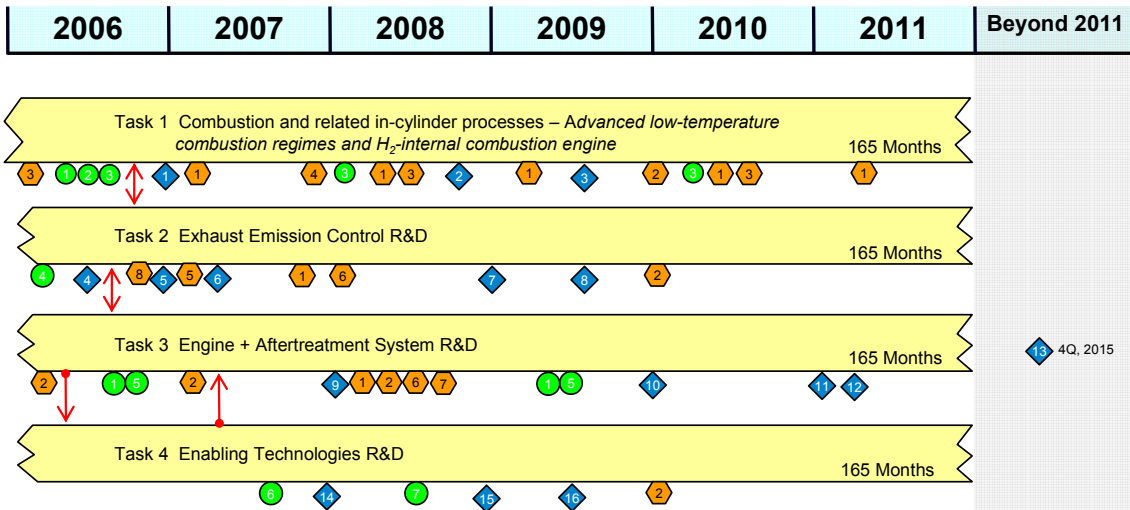 2006 2007 2008 2009 2010 2011 Beyond 2011
Task 1 Combustion and related in-cylinder processes – Advanced low-temperature
combustion regimes and H2-internal combustion engine
165 Months
3 1 2 3 1 1 4 3 1 3 2 1 3 2 3 1 3 1
Task 2 Exhaust Emission Control R&D
165 Months
4 4 8 5 5 6 1 6 7 8 2
Task 3 Engine + Aftertreatment System R&D
165 Months
13 4Q, 2015
2 1 5 2 9 1 2 6 7 1 5 10 11 12
Task 4 Enabling Technologies R&D
165 Months
6 14 7 15 16 2